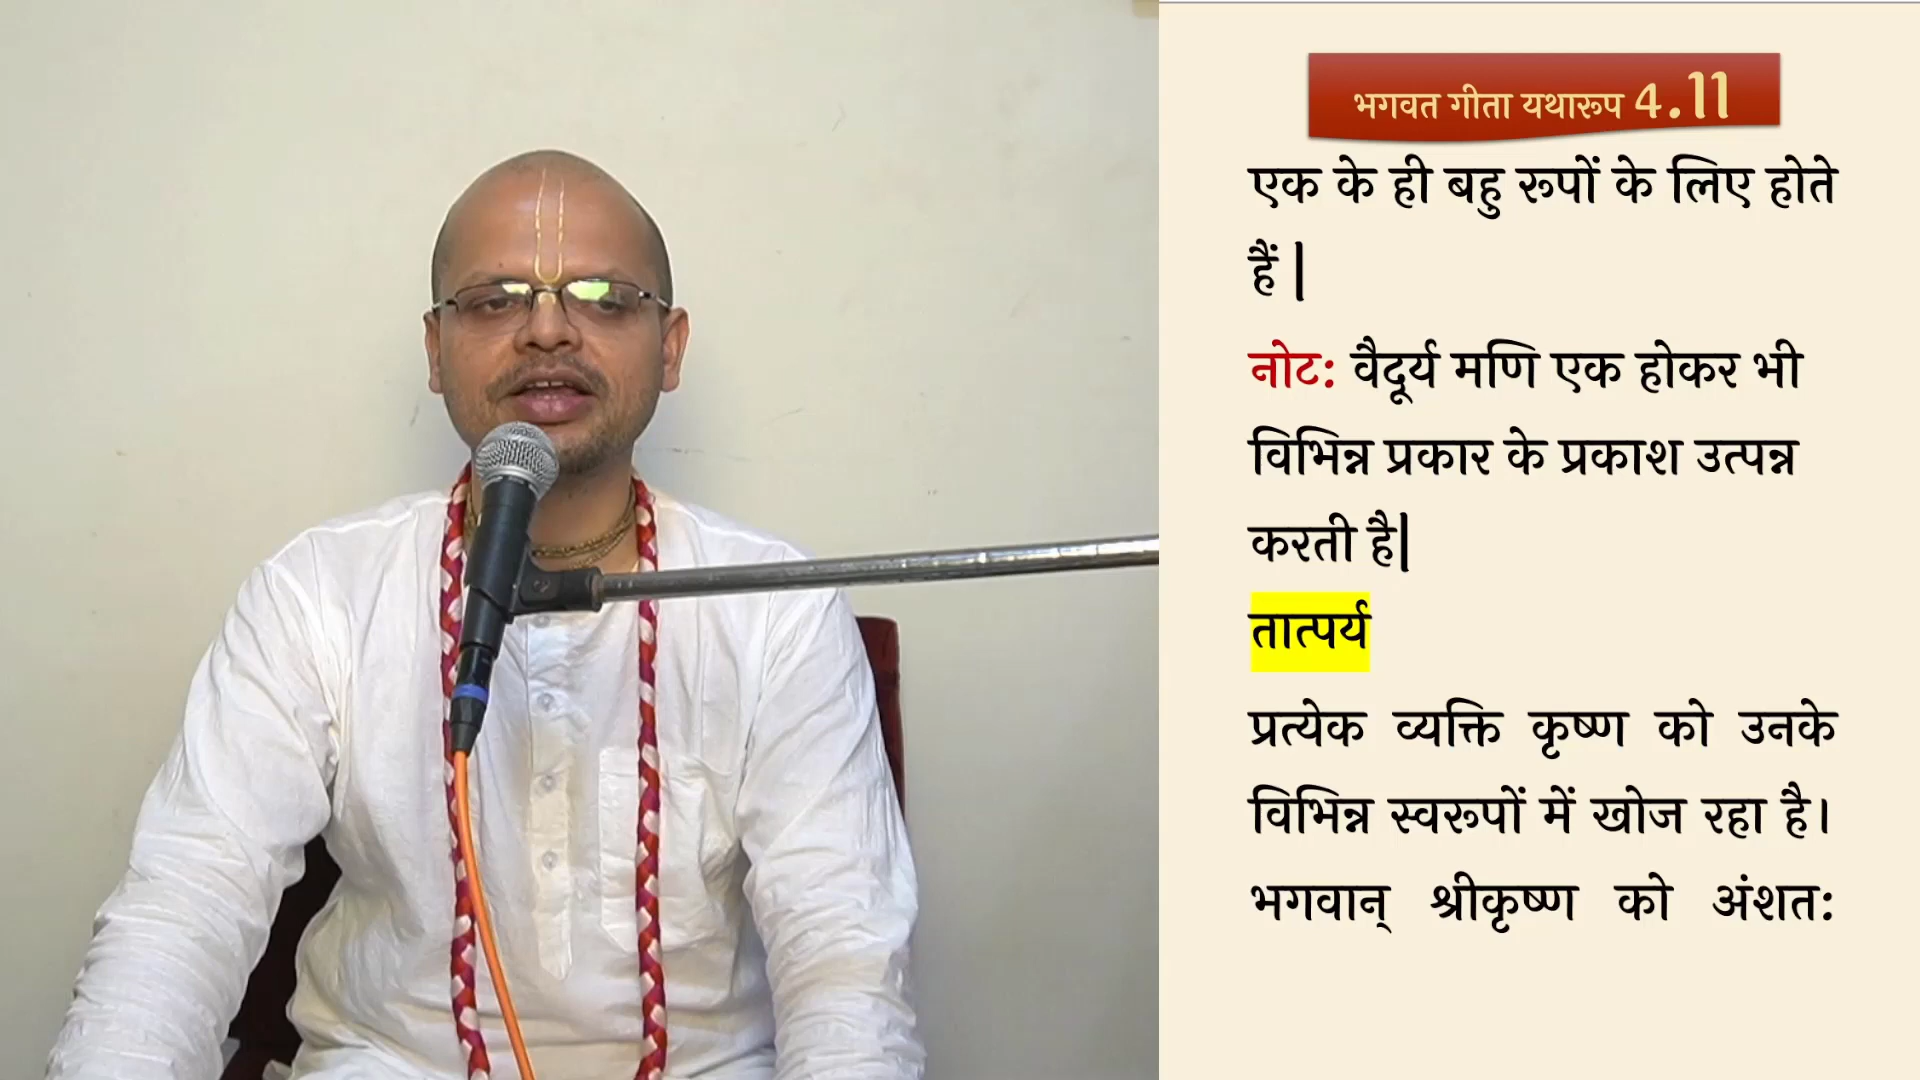 भगवत गीता यथारूप 4.11
एक के ही बहु रूपों के लिए होते
हैं |
नोट: वैदूर्य मणि एक होकर भी
विभिन्न प्रकार के प्रकाश उत्पन्न
करती है|
तात्पर्य
प्रत्येक व्यक्ति कृष्ण को उनके
विभिन्न स्वरूपों में खोज रहा है।
भगवान् श्रीकृष्ण को अंशत: